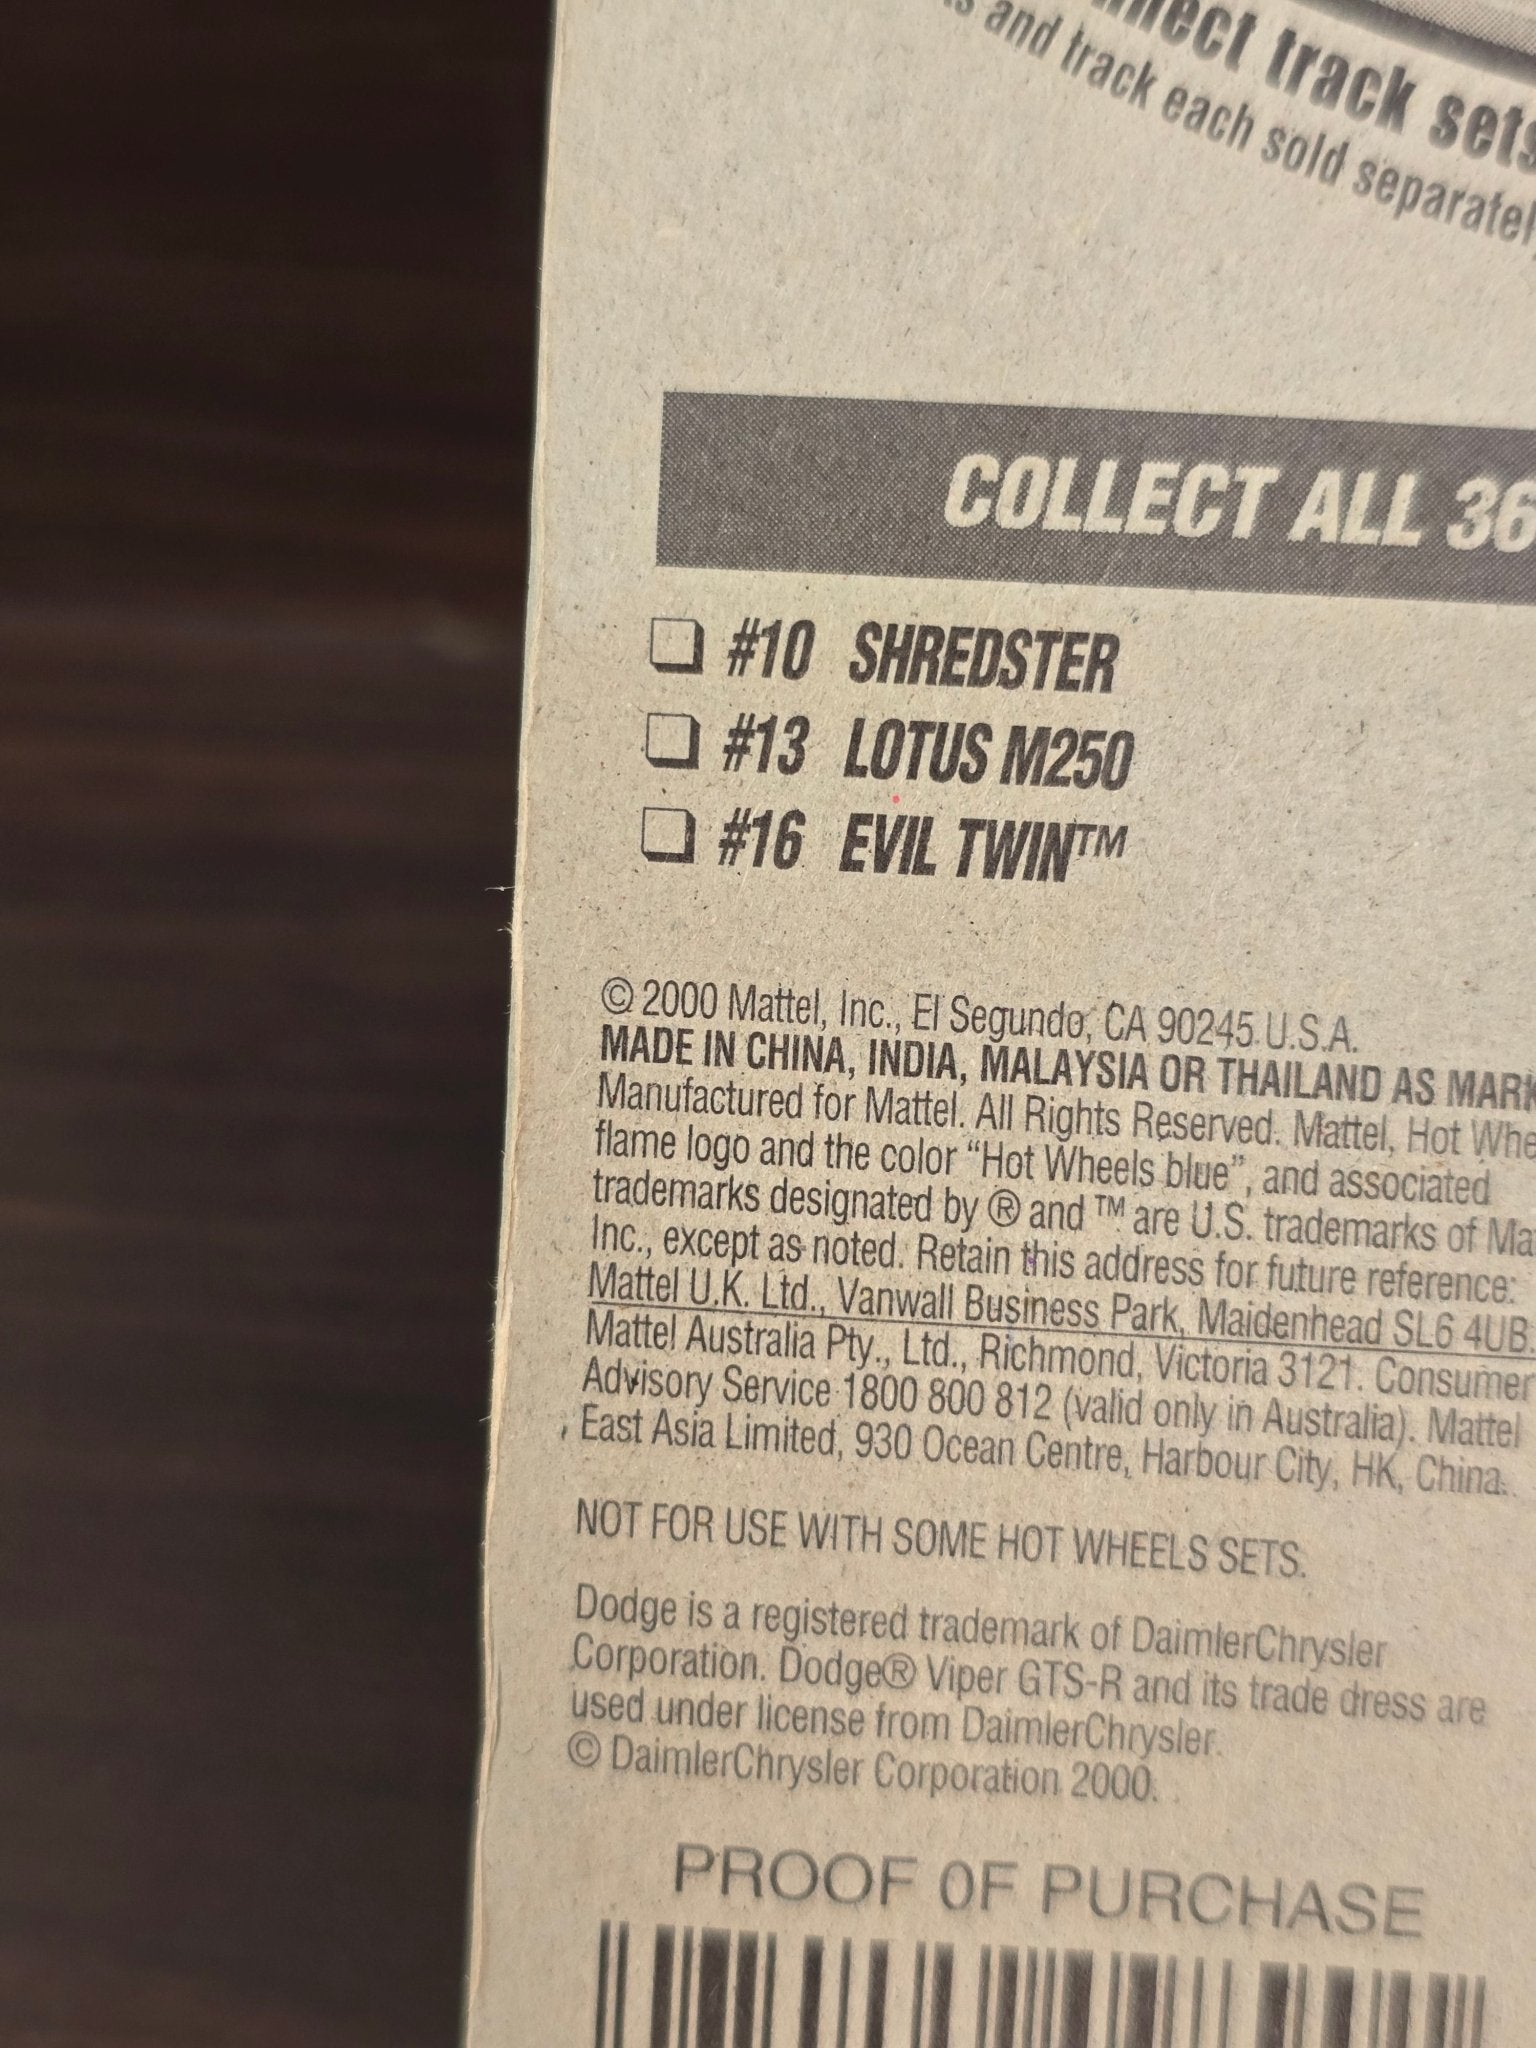 track sets
and track each sold
COLLECT ALL 36
#10 SHREDSTER
#13 LOTUS M250
#16 EVIL TWIN™
© 2000 Mattel, Inc., El Segundo, CA 90245 U.S.A.
MADE IN CHINA, INDIA, MALAYSIA OR THAILAND AS
Manufactured for Mattel. All Rights Reserved. Mattel, Hot
flame logo and the color “Hot Wheels blue”, and associated
trademarks designated by ® and ™ are U.S. trademarks of
Inc., except as noted. Retain this address for future reference:
Mattel U.K. Ltd., Vanwall Business Park, Maidenhead SL6 4UB.
Mattel Australia Pty., Ltd., Richmond, Victoria 3121. Consumer
Advisory Service 1800 800 812 (valid only in Australia). Mattel
East Asia Limited, 930 Ocean Centre, Harbour City, HK, China.
NOT FOR USE WITH SOME HOT WHEELS SETS.
Dodge is a registered trademark of DaimlerChrysler
Corporation. Dodge® Viper GTS-R and its trade dress are
used under license from DaimlerChrysler.
© DaimlerChrysler Corporation 2000.
PROOF OF PURCHASE